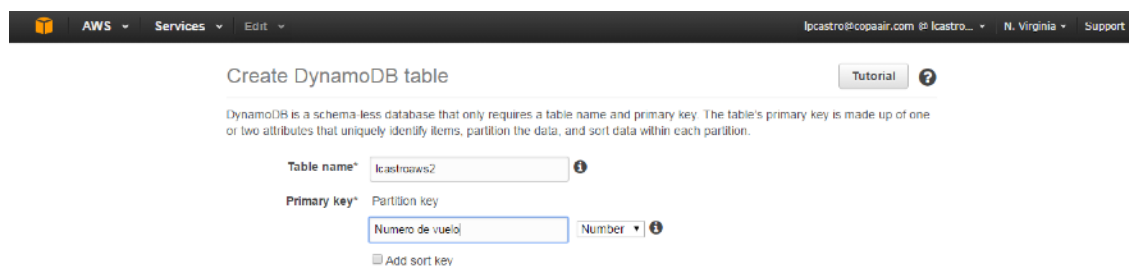 AWS Services Edit lpcastro@copaair.com @ lcastro... N. Virginia Support
Create DynamoDB table Tutorial
DynamoDB is a schema-less database that only requires a table name and primary key. The table's primary key is made up of one
or two attributes that uniquely identify items, partition the data, and sort data within each partition.
Table name* lcastroaws2
Primary key* Partition key
Numero de vuelo Number
Add sort key